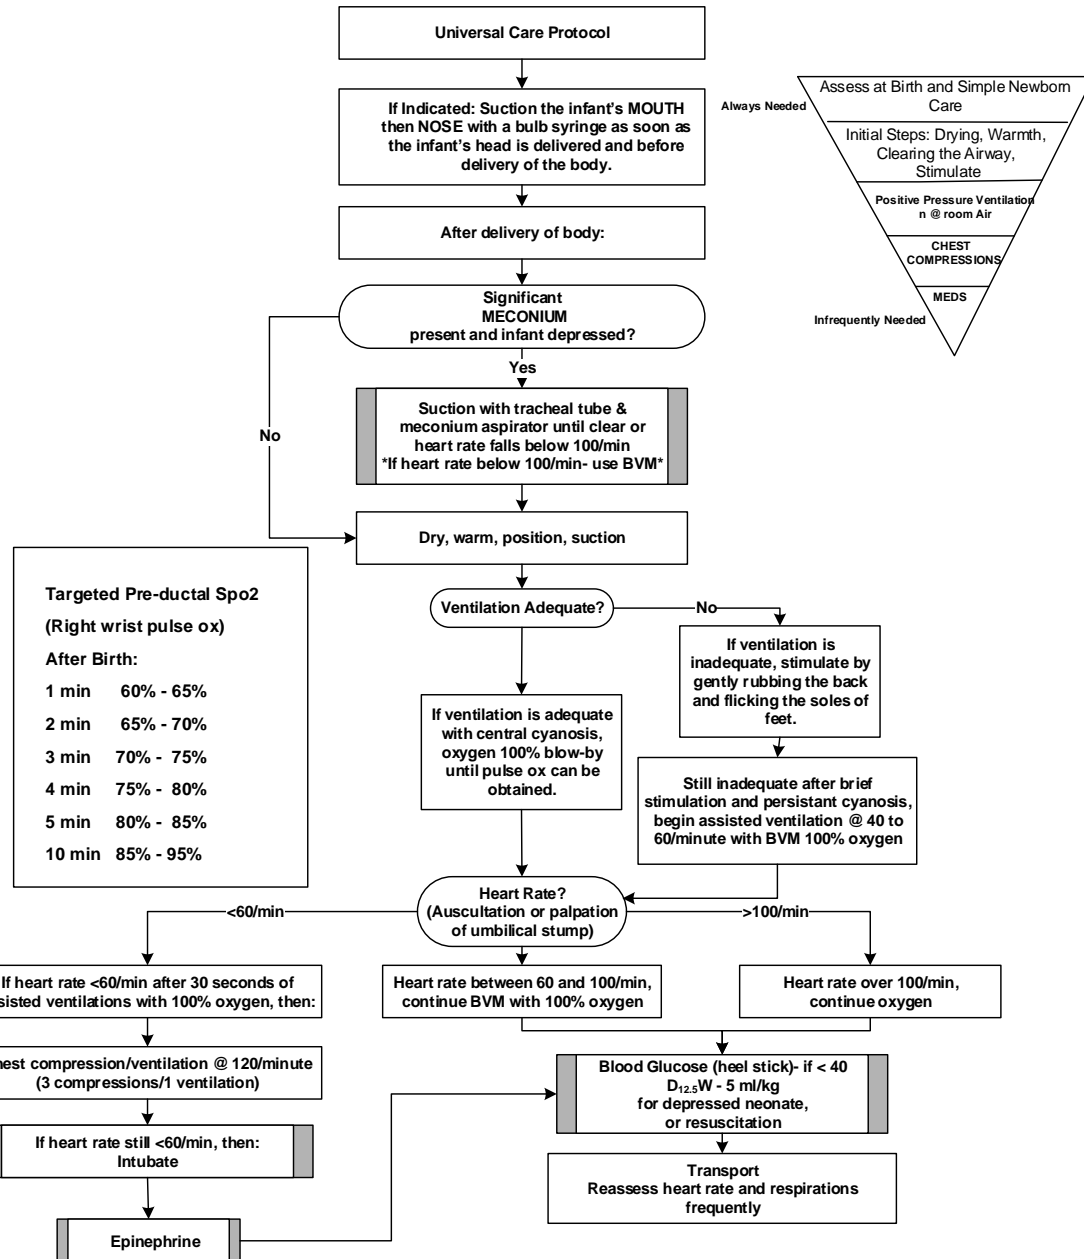 Universal Care Protocol
If Indicated: Suction the infant's MOUTH
then NOSE with a bulb syringe as soon as
the infant's head is delivered and before
delivery of the body.
After delivery of body:
Significant
MECONIUM
present and infant depressed?
Yes
No
Suction with tracheal tube &
meconium aspirator until clear or
heart rate falls below 100/min
*If heart rate below 100/min- use BVM*
Dry, warm, position, suction
Always Needed
Assess at Birth and Simple Newborn
Care
Initial Steps: Drying, Warmth,
Clearing the Airway,
Stimulate
Positive Pressure Ventilation
n @ room Air
CHEST
COMPRESSIONS
MEDS
Infrequently Needed
Targeted Pre-ductal Spo2
(Right wrist pulse ox)
After Birth:
1 min 60% - 65%
2 min 65% - 70%
3 min 70% - 75%
4 min 75% - 80%
5 min 80% - 85%
10 min 85% - 95%
Ventilation Adequate?
No
If ventilation is
inadequate, stimulate by
gently rubbing the back
and flicking the soles of
feet.
If ventilation is adequate
with central cyanosis,
oxygen 100% blow-by
until pulse ox can be
obtained.
Still inadequate after brief
stimulation and persistant cyanosis,
begin assisted ventilation @ 40 to
60/minute with BVM 100% oxygen
Heart Rate?
(Auscultation or palpation
of umbilical stump)
<60/min
>100/min
If heart rate <60/min after 30 seconds of
sisted ventilations with 100% oxygen, then:
Heart rate between 60 and 100/min,
continue BVM with 100% oxygen
Heart rate over 100/min,
continue oxygen
hest compression/ventilation @ 120/minute
(3 compressions/1 ventilation)
Blood Glucose (heel stick)- if < 40
D12.5W - 5 ml/kg
for depressed neonate,
or resuscitation
If heart rate still <60/min, then:
Intubate
Transport
Reassess heart rate and respirations
frequently
Epinephrine